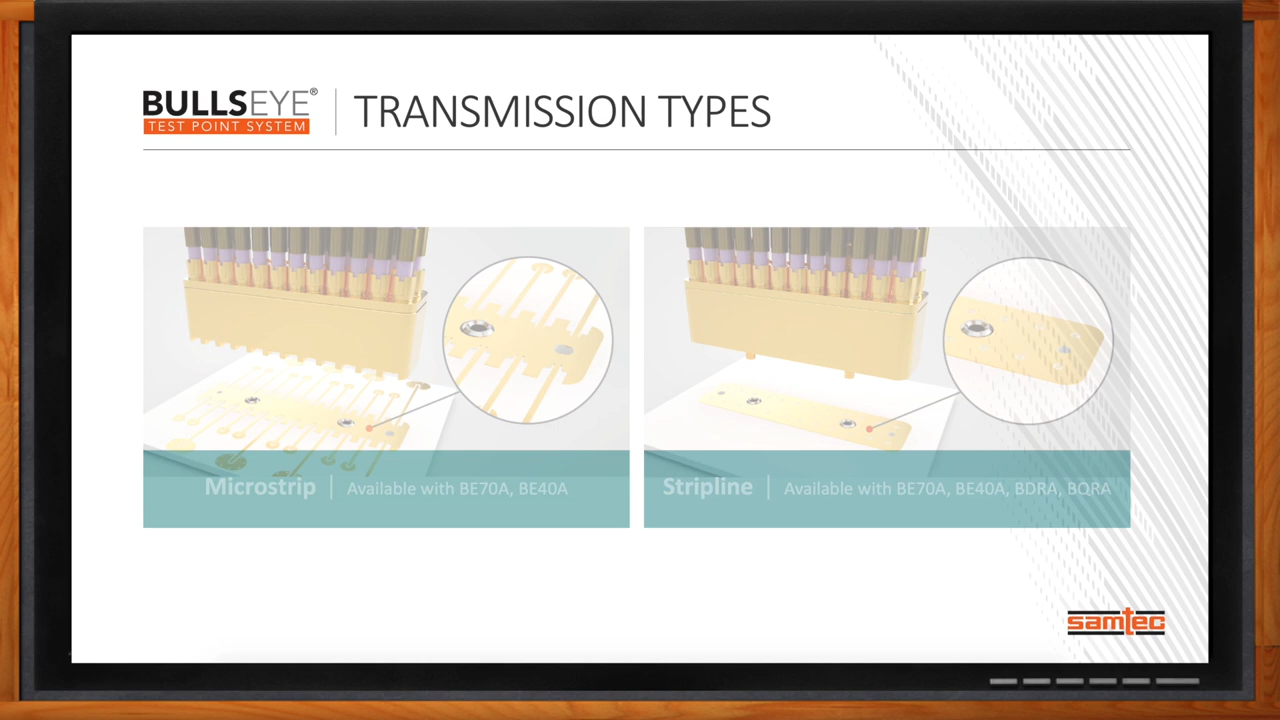 BULLSEYE®
TEST POINT SYSTEM
TRANSMISSION TYPES
Microstrip | Available with BE70A, BE40A
Stripline | Available with BE70A, BE40A, BDRA, BQRA
samtec